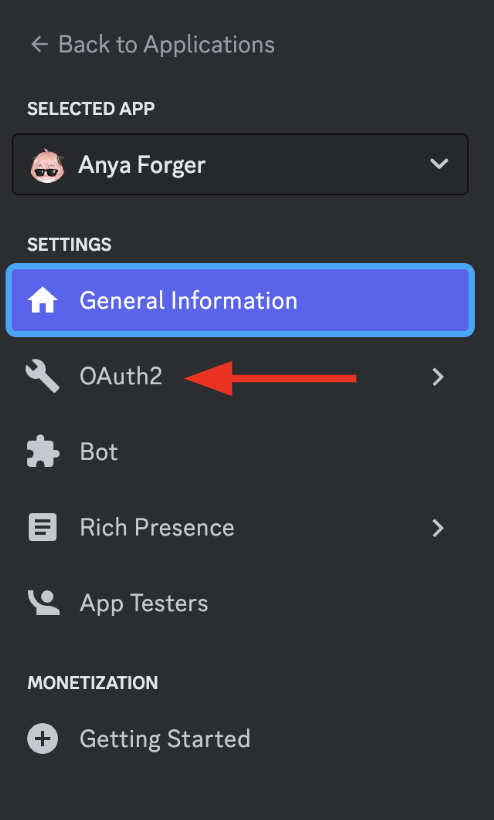 ← Back to Applications
SELECTED APP
Anya Forger
SETTINGS
General Information
OAuth2
Bot
Rich Presence
App Testers
MONETIZATION
Getting Started